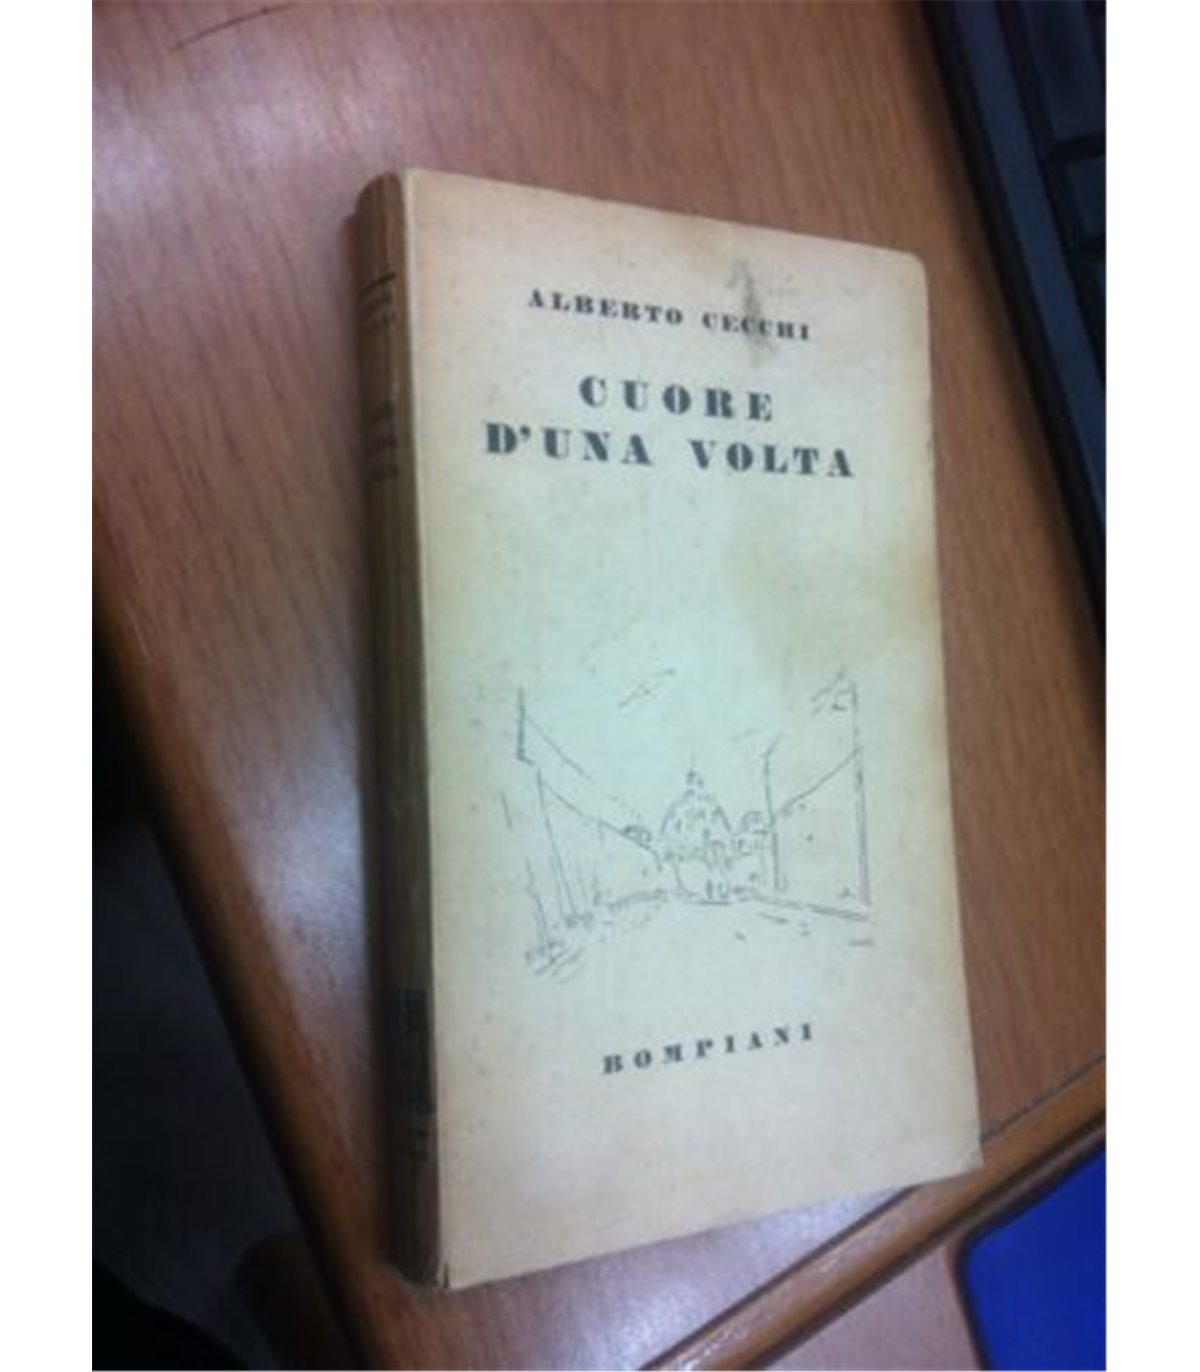 ALBERTO CECCHI
CUORE
D'UNA VOLTA
BOMPIANI